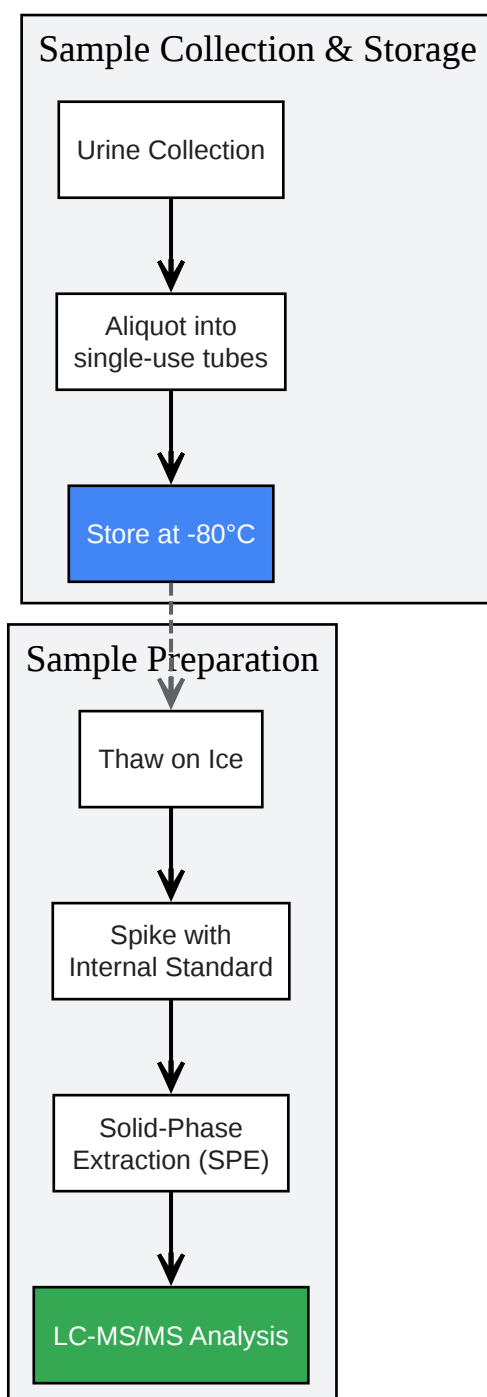 Sample Collection & Storage
Urine Collection
Aliquot into
single-use tubes
Store at -80°C
Sample Preparation
Thaw on Ice
Spike with
Internal Standard
Solid-Phase
Extraction (SPE)
LC-MS/MS Analysis